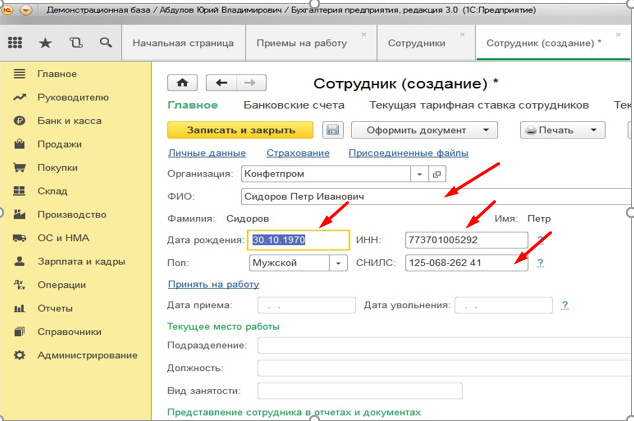 Демонстрационная база / Абдулов Юрий Владимирович / Бухгалтерия предприятия, редакция 3.0 (1С:Предприятие)
Начальная страница Приемы на работу × Сотрудники × Сотрудник (создание) * ×
Главное
Руководителю
Банк и касса
Продажи
Покупки
Склад
Производство
ОС и НМА
Зарплата и кадры
Операции
Отчеты
Справочники
Администрирование
Сотрудник (создание) *
Главное Банковские счета Текущая тарифная ставка сотрудников Тек
Записать и закрыть Оформить документ Печать
Личные данные Страхование Присоединенные файлы
Организация: Конфетпром
ФИО: Сидоров Петр Иванович
Фамилия: Сидоров Имя: Петр
Дата рождения: 30.10.1970 ИНН: 773701005292 ?
Пол: Мужской СНИЛС: 125-068-262 41 ?
Принять на работу
Дата приема: . . Дата увольнения: . . ?
Текущее место работы
Подразделение:
Должность:
Вид занятости:
Представление сотрудника в отчетах и документах